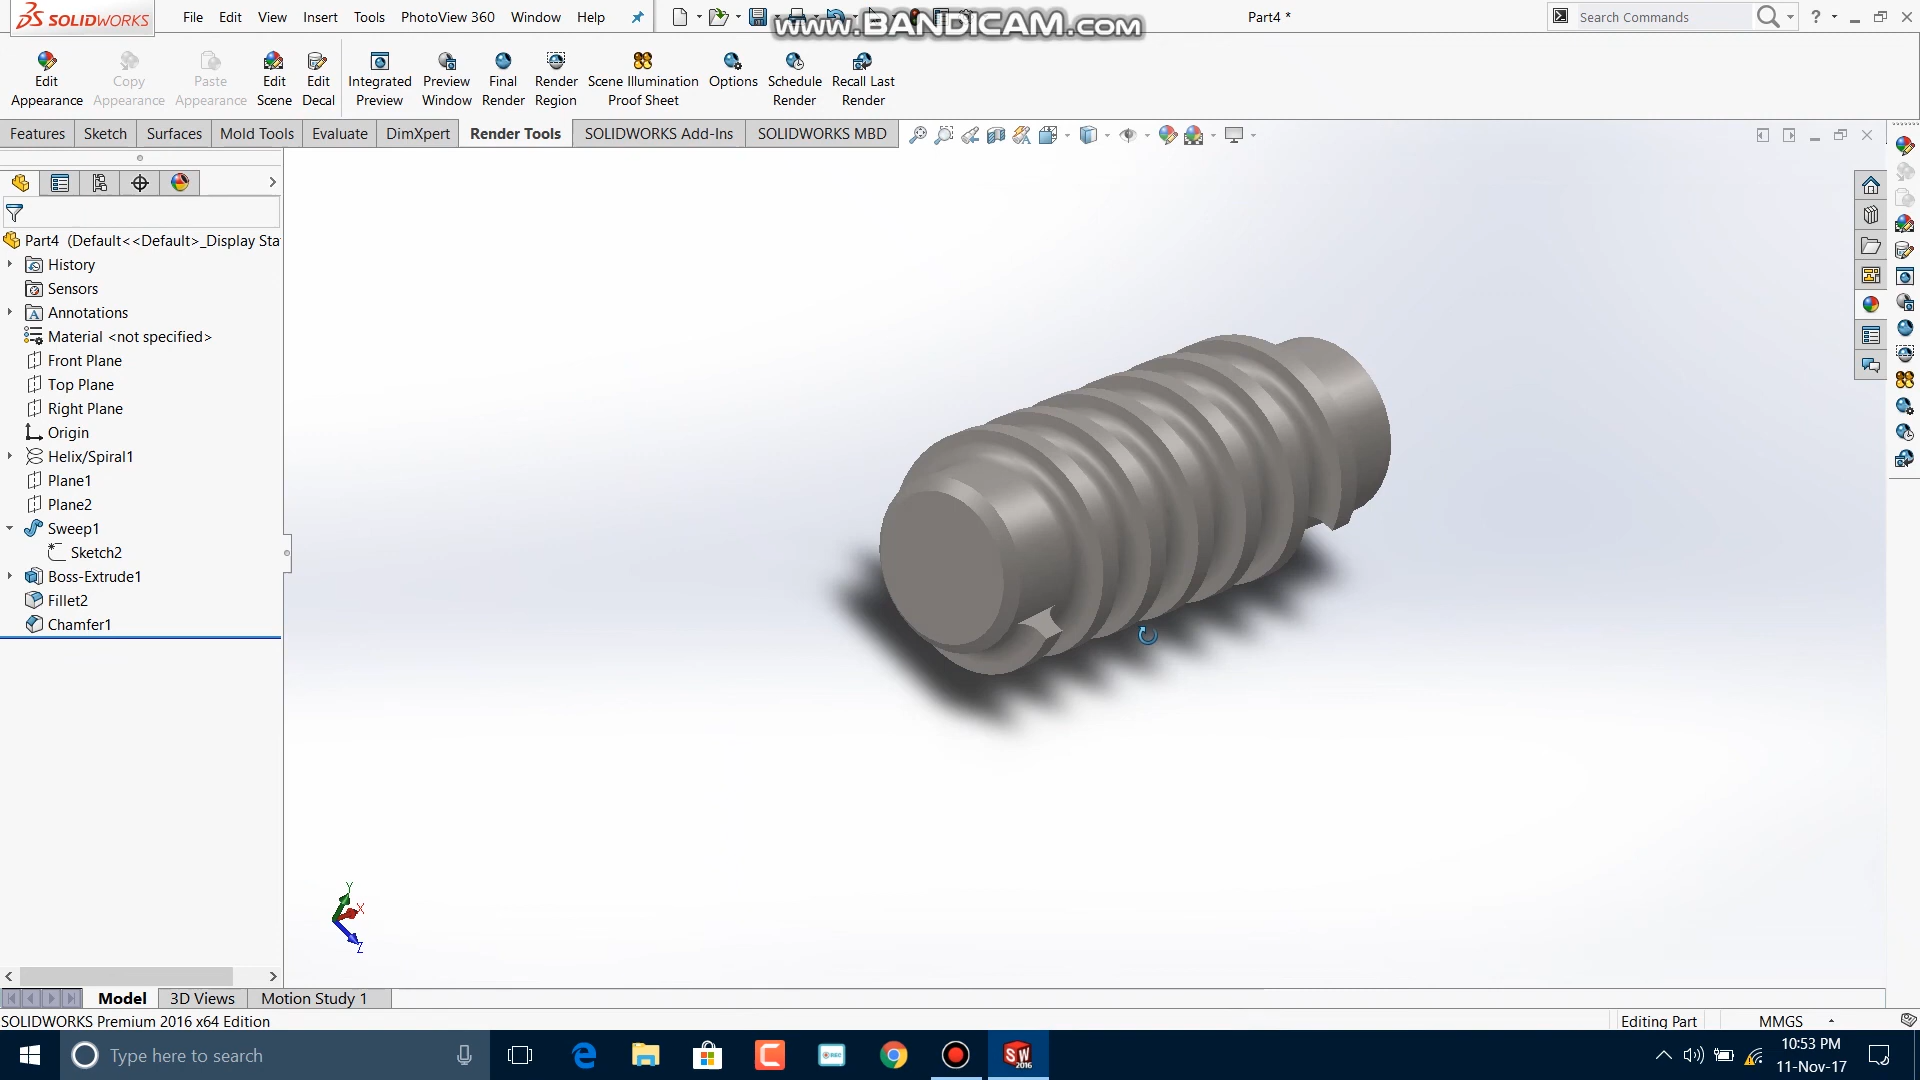 SOLIDWORKS File Edit View Insert Tools PhotoView 360 Window Help Part4 * Search Commands ?
www.BANDICAM.com
Edit Appearance
Copy Appearance
Paste Appearance
Edit Scene
Edit Decal
Integrated Preview
Preview Window
Final Render
Render Region
Scene Illumination Proof Sheet
Options
Schedule Render
Recall Last Render
Features Sketch Surfaces Mold Tools Evaluate DimXpert Render Tools SOLIDWORKS Add-Ins SOLIDWORKS MBD
Part4 (Default<<Default>_Display Sta
History
Sensors
Annotations
Material <not specified>
Front Plane
Top Plane
Right Plane
Origin
Helix/Spiral1
Plane1
Plane2
Sweep1
Sketch2
Boss-Extrude1
Fillet2
Chamfer1
Y
X
Z
Model 3D Views Motion Study 1
SOLIDWORKS Premium 2016 x64 Edition Editing Part MMGS
Type here to search
REC
SW
2016
10:53 PM
11-Nov-17